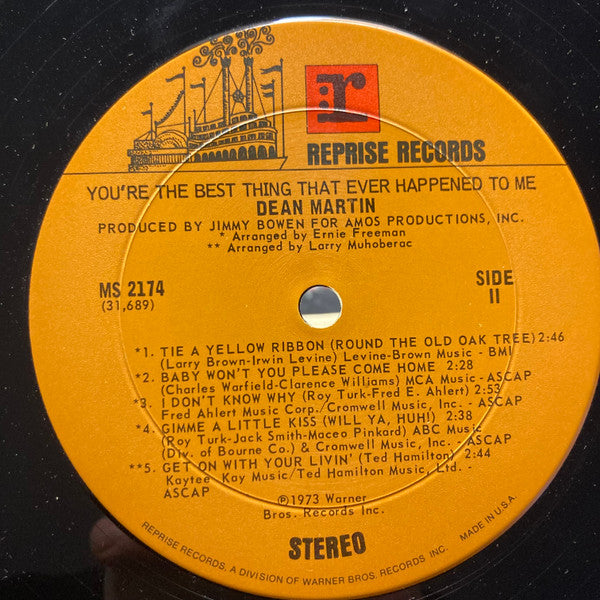 :r
REPRISE RECORDS
YOU'RE THE BEST THING THAT EVER HAPPENED TO ME
DEAN MARTIN
PRODUCED BY JIMMY BOWEN FOR AMOS PRODUCTIONS, INC.
* Arranged by Ernie Freeman
** Arranged by Larry Muhoberac
MS 2174
(31,689)
SIDE
II
*1. TIE A YELLOW RIBBON (ROUND THE OLD OAK TREE) 2:46
(Larry Brown-Irwin Levine) Levine-Brown Music - BMI
*2. BABY WON'T YOU PLEASE COME HOME 2:28
(Charles Warfield-Clarence Williams) MCA Music - ASCAP
*3. I DON'T KNOW WHY (Roy Turk-Fred E. Ahlert) 2:53
Fred Ahlert Music Corp./Cromwell Music, Inc. - ASCAP
*4. GIMME A LITTLE KISS (WILL YA, HUH!) 2:38
(Roy Turk-Jack Smith-Maceo Pinkard) ABC Music
(Div. of Bourne Co.) & Cromwell Music, Inc. - ASCAP
**5. GET ON WITH YOUR LIVIN' (Ted Hamilton) 2:44
Kaytee Kay Music/Ted Hamilton Music, Ltd. -
ASCAP
℗1973 Warner
Bros. Records Inc.
STEREO
REPRISE RECORDS, A DIVISION OF WARNER BROS. RECORDS INC. MADE IN U.S.A.